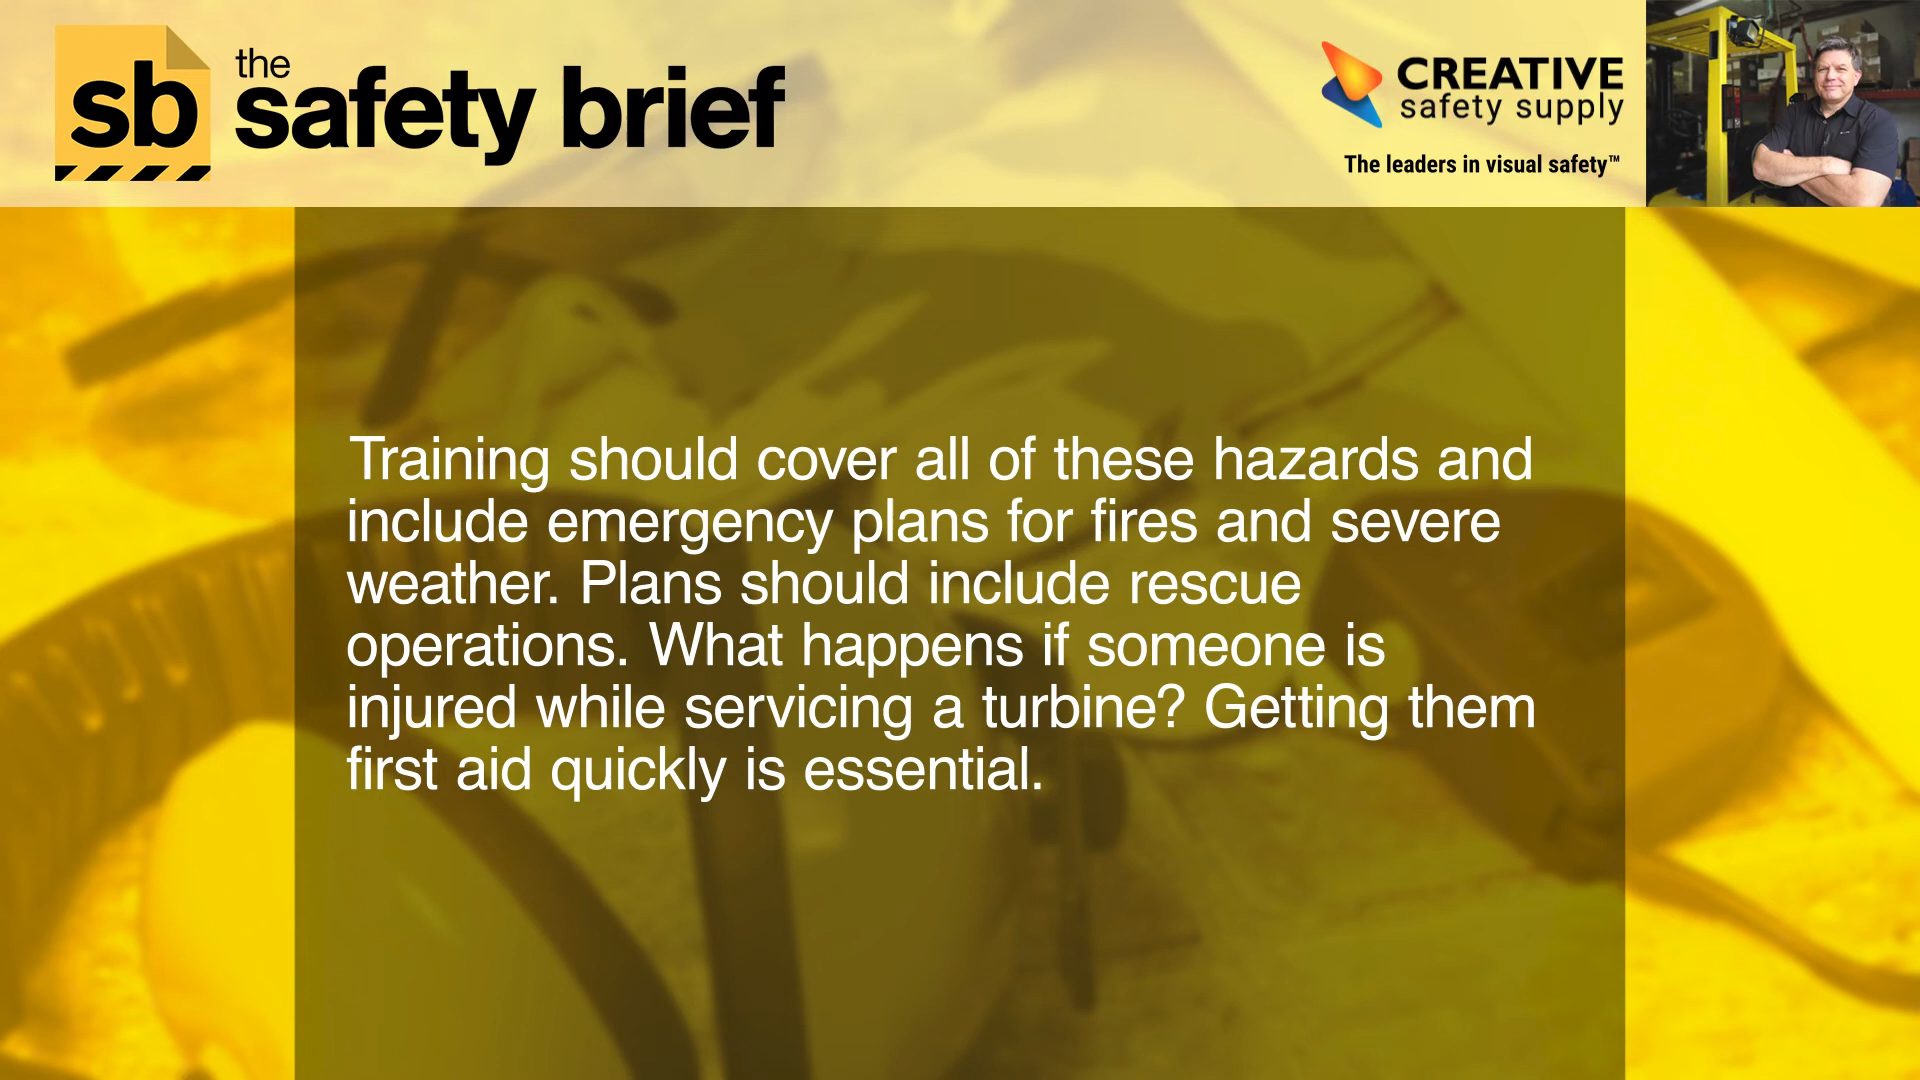 sb
the
safety brief
CREATIVE
safety supply
The leaders in visual safety™
Training should cover all of these hazards and
include emergency plans for fires and severe
weather. Plans should include rescue
operations. What happens if someone is
injured while servicing a turbine? Getting them
first aid quickly is essential.